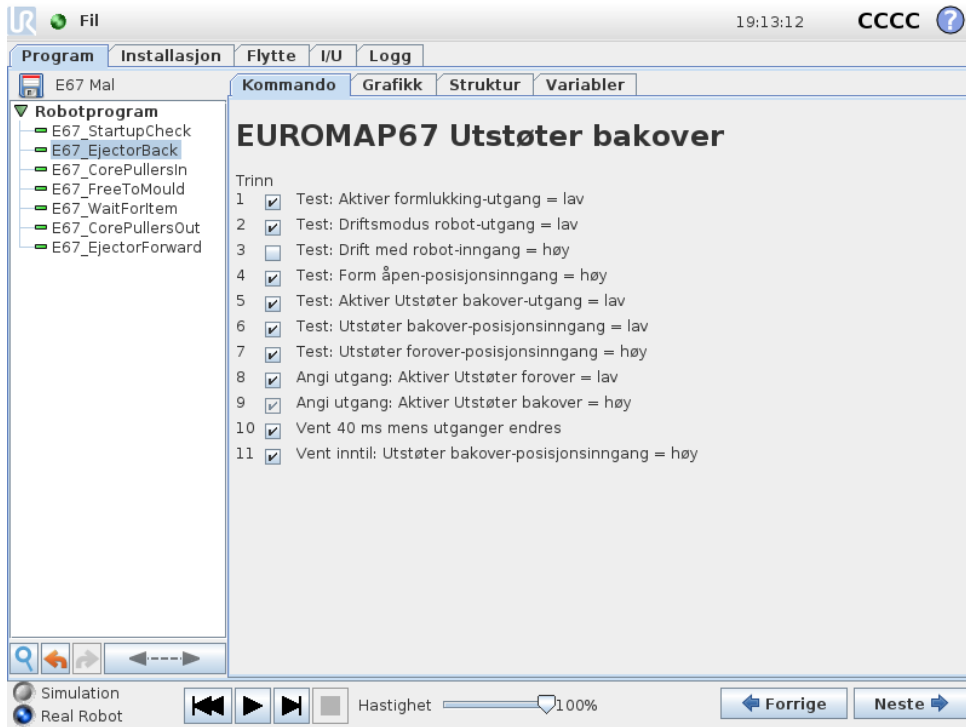 UR Fil 19:13:12 CCCC ?
Program Installasjon Flytte I/U Logg
E67 Mal
Kommando Grafikk Struktur Variabler
Robotprogram
E67_StartupCheck
E67_EjectorBack
E67_CorePullersIn
E67_FreeToMould
E67_WaitForItem
E67_CorePullersOut
E67_EjectorForward
EUROMAP67 Utstøter bakover
Trinn
1 Test: Aktiver formlukking-utgang = lav
2 Test: Driftsmodus robot-utgang = lav
3 Test: Drift med robot-inngang = høy
4 Test: Form åpen-posisjonsinngang = høy
5 Test: Aktiver Utstøter bakover-utgang = lav
6 Test: Utstøter bakover-posisjonsinngang = lav
7 Test: Utstøter forover-posisjonsinngang = høy
8 Angi utgang: Aktiver Utstøter forover = lav
9 Angi utgang: Aktiver Utstøter bakover = høy
10 Vent 40 ms mens utganger endres
11 Vent inntil: Utstøter bakover-posisjonsinngang = høy
Simulation
Real Robot
Hastighet 100%
Forrige Neste